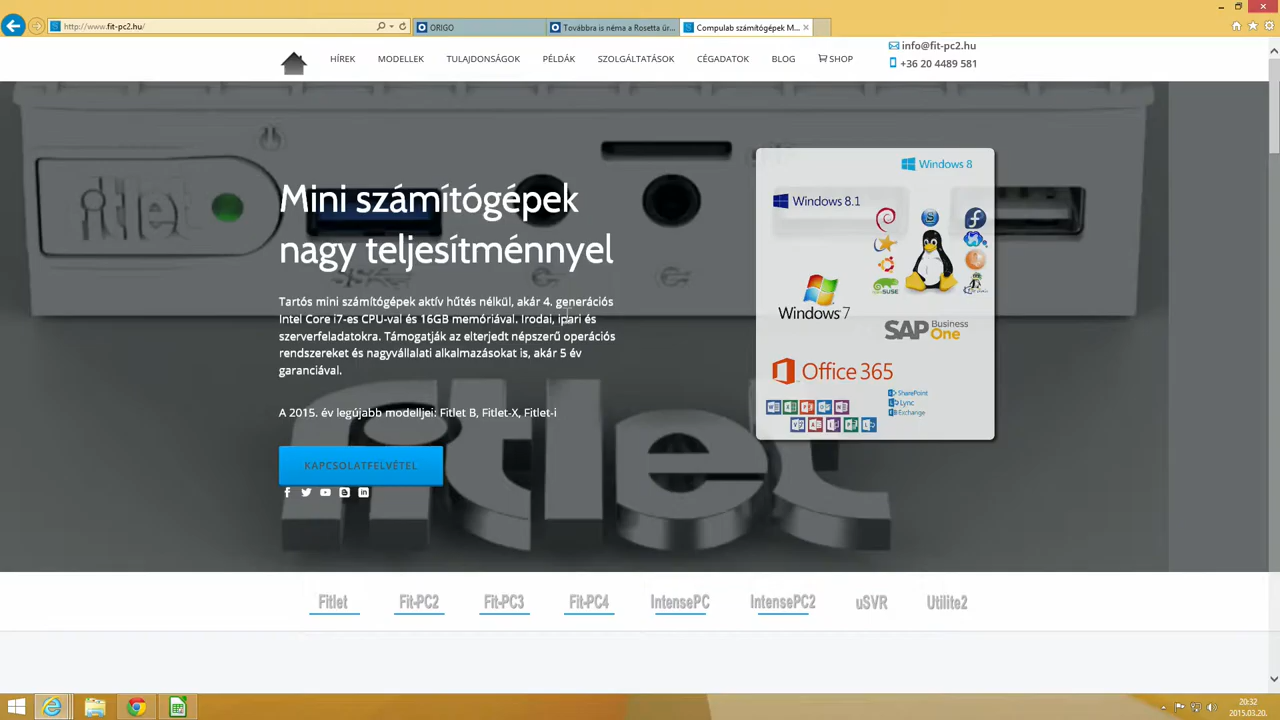 http://www.fit-pc2.hu/
ORIGO
Továbbra is néma a Rosetta űr...
Compulab számítógépek M...
HÍREK
MODELLEK
TULAJDONSÁGOK
PÉLDÁK
SZOLGÁLTATÁSOK
CÉGADATOK
BLOG
SHOP
info@fit-pc2.hu
+36 20 4489 581
fitlet
Mini számítógépek
nagy teljesítménnyel
Tartós mini számítógépek aktív hűtés nélkül, akár 4. generációs
Intel Core i7-es CPU-val és 16GB memóriával. Irodai, ipari és
szerverfeladatokra. Támogatják az elterjedt népszerű operációs
rendszereket és nagyvállalati alkalmazásokat is, akár 5 év
garanciával.
A 2015. év legújabb modelljei: Fitlet B, Fitlet-X, Fitlet-i
KAPCSOLATFELVÉTEL
Windows 8
Windows 8.1
Windows 7
SUSE
SAP Business
One
Office 365
SharePoint
Lync
Exchange
fitlet
Fitlet
Fit-PC2
Fit-PC3
Fit-PC4
IntensePC
IntensePC2
uSVR
Utilite2
20:32
2015.03.20.